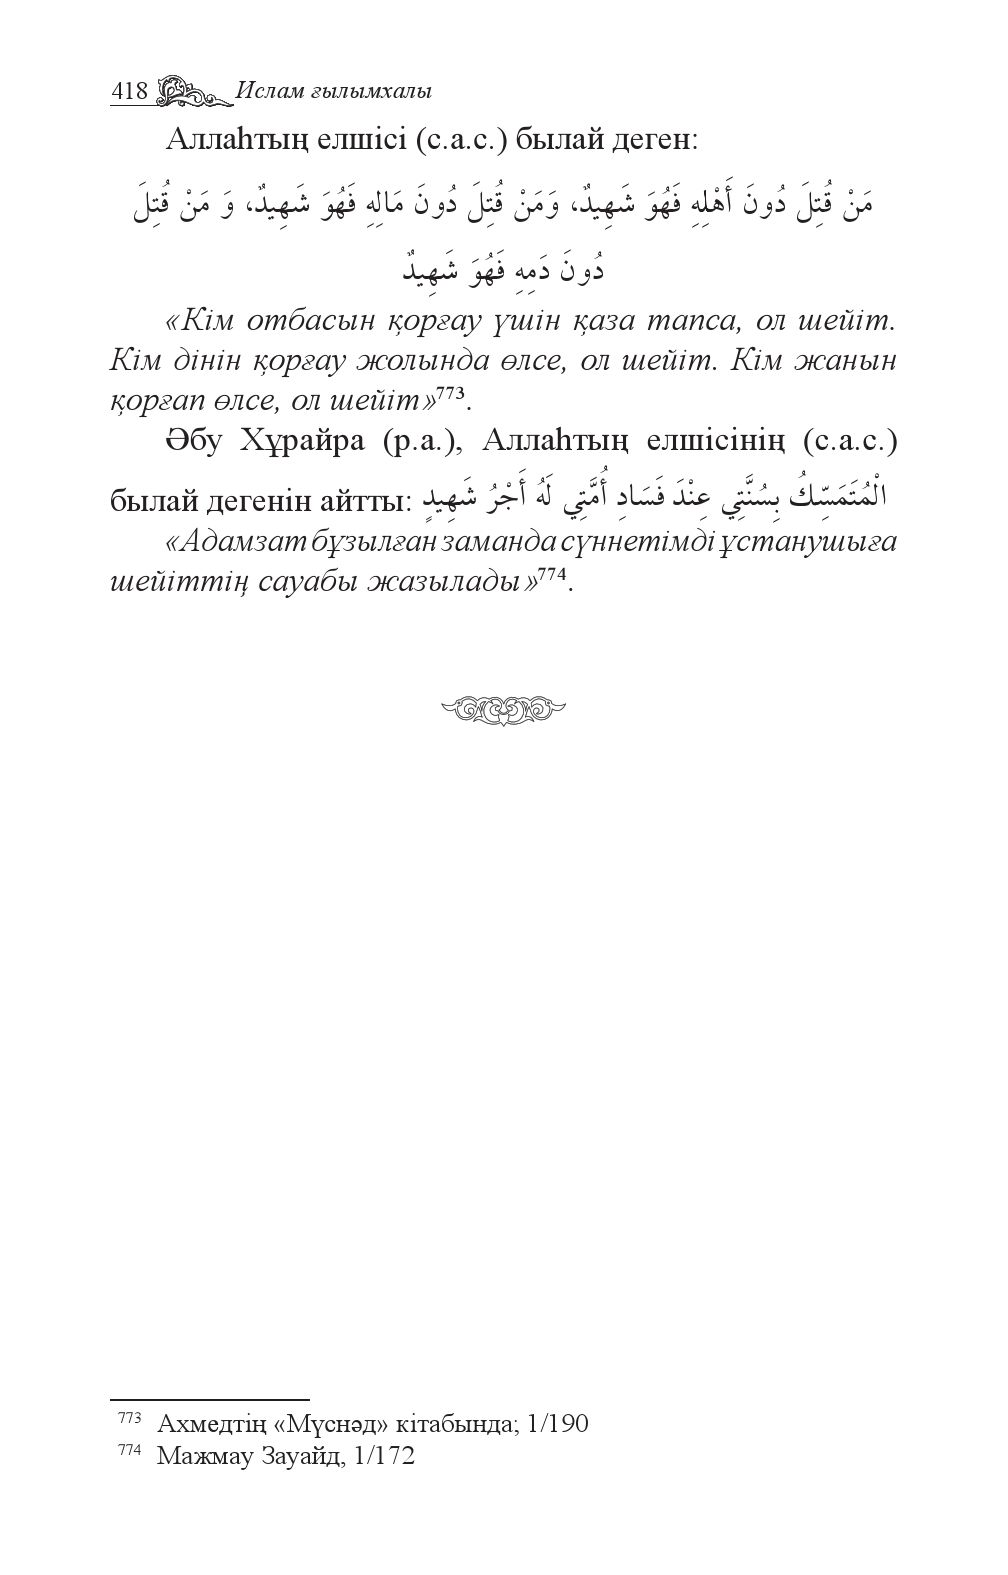 418 Ислам ғылымхалы
Аллаһтың елшісі (с.а.с.) былай деген:
مَنْ قُتِلَ دُونَ أَهْلِهِ فَهُوَ شَهِيدٌ، وَمَنْ قُتِلَ دُونَ مَالِهِ فَهُوَ شَهِيدٌ، وَ مَنْ قُتِلَ
دُونَ دَمِهِ فَهُوَ شَهِيدٌ
«Кім отбасын қорғау үшін қаза тапса, ол шейіт.
Кім дінін қорғау жолында өлсе, ол шейіт. Кім жанын
қорғап өлсе, ол шейіт»773.
Әбу Хұрайра (р.а.), Аллаһтың елшісінің (с.а.с.)
былай дегенін айтты: الْمُتَمَسِّكُ بِسُنَّتِي عِنْدَ فَسَادِ أُمَّتِي لَهُ أَجْرُ شَهِيدٍ
«Адамзат бұзылған заманда сүннетімді ұстанушыға
шейіттің сауабы жазылады»774.
773 Ахмедтің «Мүснәд» кітабында; 1/190
774 Мажмау Зауайд, 1/172